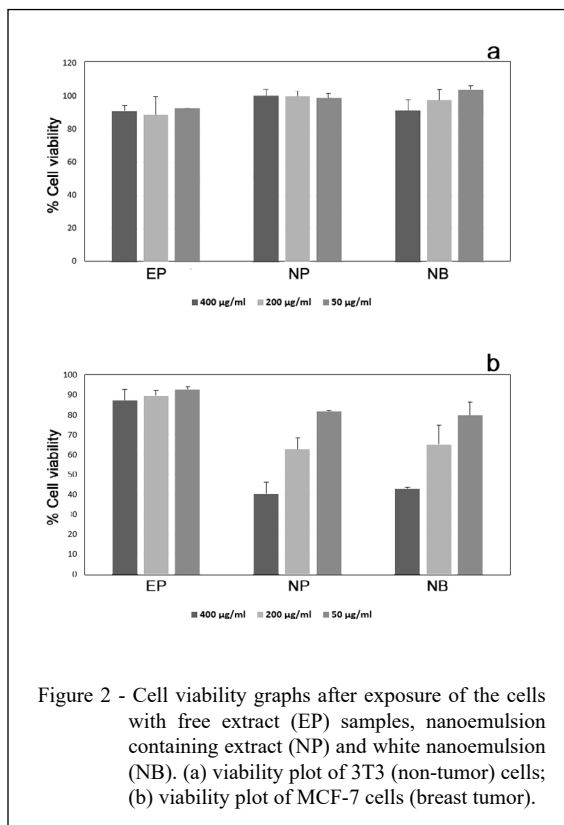 a
120
100
80
60
40
20
0
% Cell viability
EP NP NB
400 µg/ml 200 µg/ml 50 µg/ml
b
100
90
80
70
60
50
40
30
20
10
0
% Cell viability
EP NP NB
400 µg/ml 200 µg/ml 50 µg/ml
Figure 2 - Cell viability graphs after exposure of the cells
with free extract (EP) samples, nanoemulsion
containing extract (NP) and white nanoemulsion
(NB). (a) viability plot of 3T3 (non-tumor) cells;
(b) viability plot of MCF-7 cells (breast tumor).